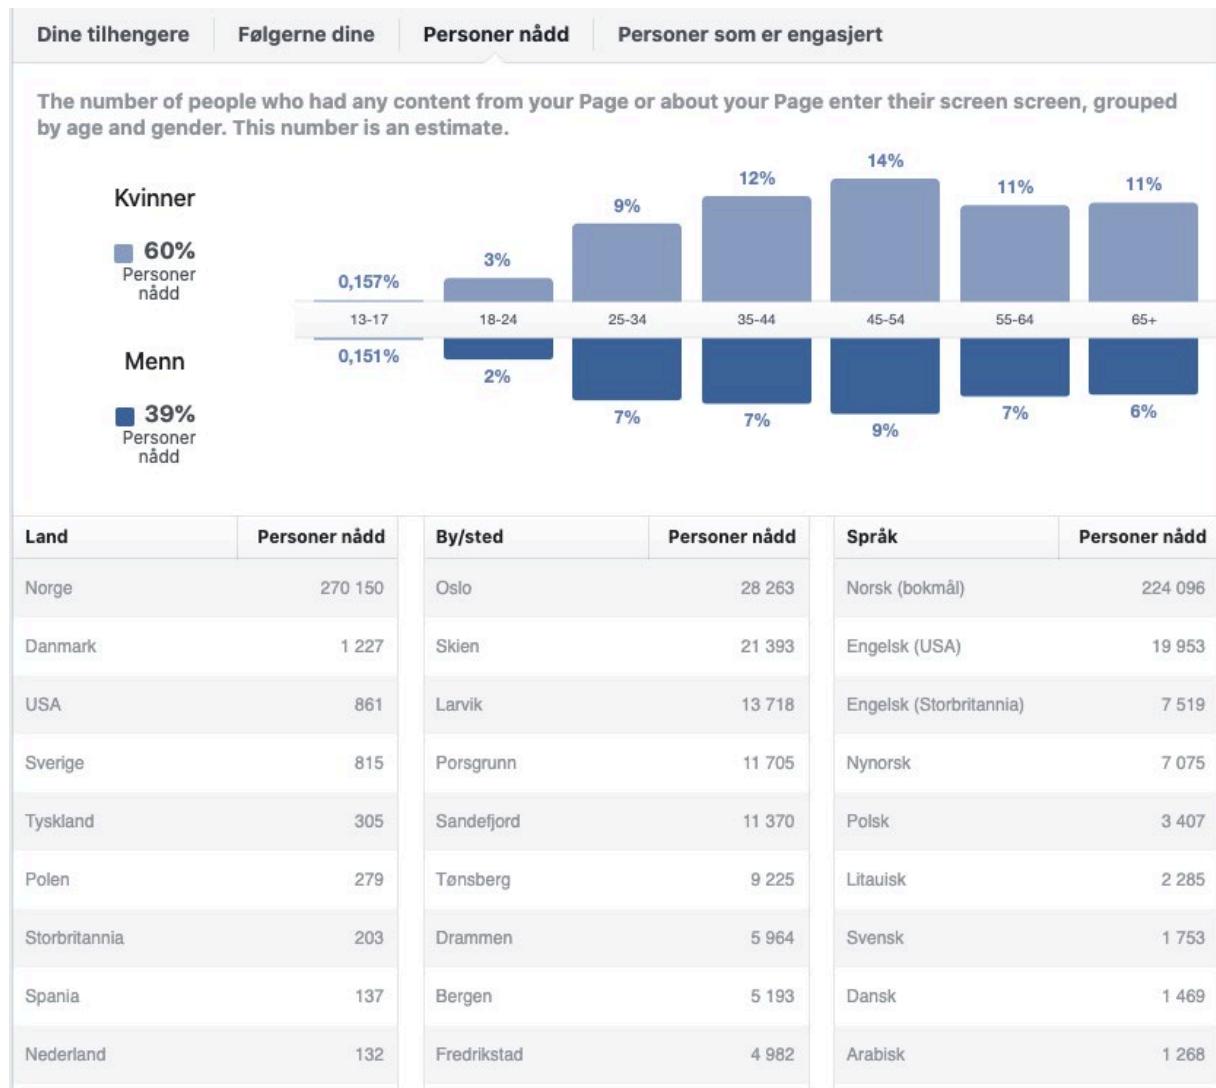 Dine tilhengere Følgerne dine Personer nådd Personer som er engasjert
The number of people who had any content from your Page or about your Page enter their screen screen, grouped
by age and gender. This number is an estimate.
Kvinner
60%
Personer
nådd
0,157% 3% 9% 12% 14% 11% 11%
13-17 18-24 25-34 35-44 45-54 55-64 65+
0,151% 2% 7% 7% 9% 7% 6%
Menn
39%
Personer
nådd
Land Personer nådd By/sted Personer nådd Språk Personer nådd
Norge 270 150 Oslo 28 263 Norsk (bokmål) 224 096
Danmark 1 227 Skien 21 393 Engelsk (USA) 19 953
USA 861 Larvik 13 718 Engelsk (Storbritannia) 7 519
Sverige 815 Porsgrunn 11 705 Nynorsk 7 075
Tyskland 305 Sandefjord 11 370 Polsk 3 407
Polen 279 Tønsberg 9 225 Litauisk 2 285
Storbritannia 203 Drammen 5 964 Svensk 1 753
Spania 137 Bergen 5 193 Dansk 1 469
Nederland 132 Fredrikstad 4 982 Arabisk 1 268